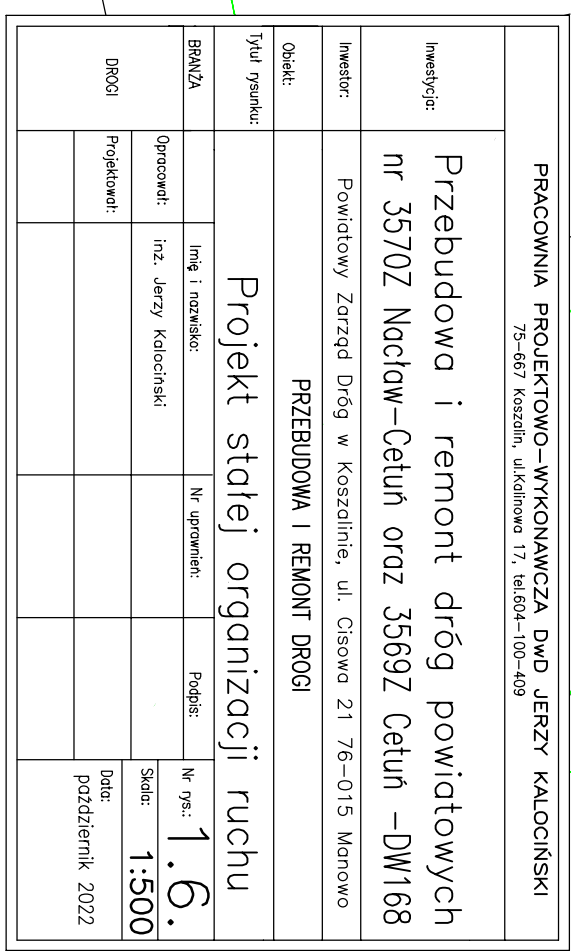 PRACOWNIA PROJEKTOWO-WYKONAWCZA DwD JERZY KALOCIŃSKI
75-667 Koszalin, ul.Kalinowa 17, tel.604-100-409
Inwestycja:
Przebudowa i remont dróg powiatowych
nr 3570Z Nacław-Cetuń oraz 3569Z Cetuń -DW168
Inwestor:
Powiatowy Zarząd Dróg w Koszalinie, ul. Cisowa 21 76-015 Manowo
Obiekt:
PRZEBUDOWA I REMONT DROGI
Tytuł rysunku:
Projekt stałej organizacji ruchu
BRANŻA
Imię i nazwisko:
Nr uprawnień:
Podpis:
Nr rys.: 1.6.
DROGI
Opracował:
inż. Jerzy Kalociński
Skala: 1:500
Projektował:
Data:
październik 2022